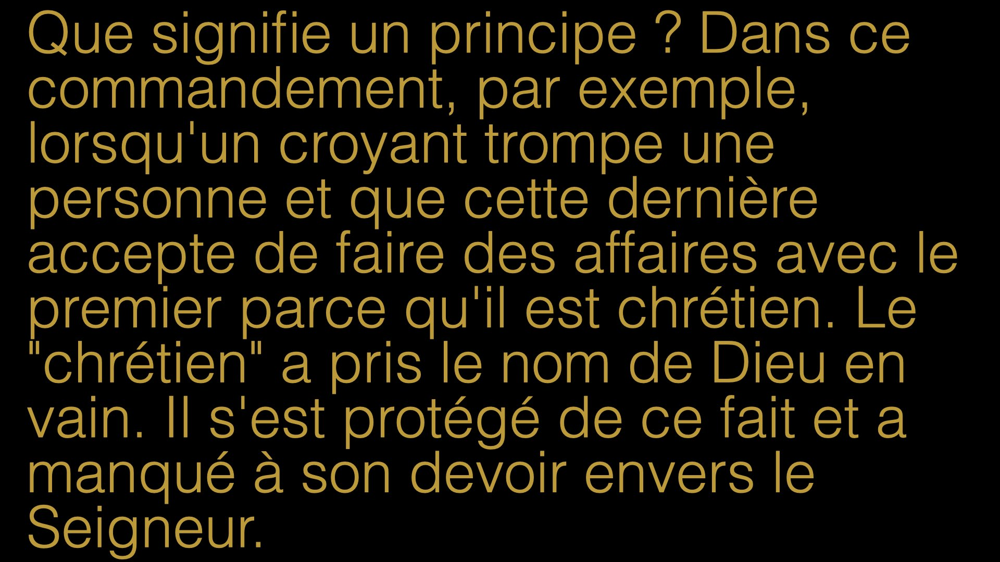 Que signifie un principe ? Dans ce
commandement, par exemple,
lorsqu'un croyant trompe une
personne et que cette dernière
accepte de faire des affaires avec le
premier parce qu'il est chrétien. Le
"chrétien" a pris le nom de Dieu en
vain. Il s'est protégé de ce fait et a
manqué à son devoir envers le
Seigneur.